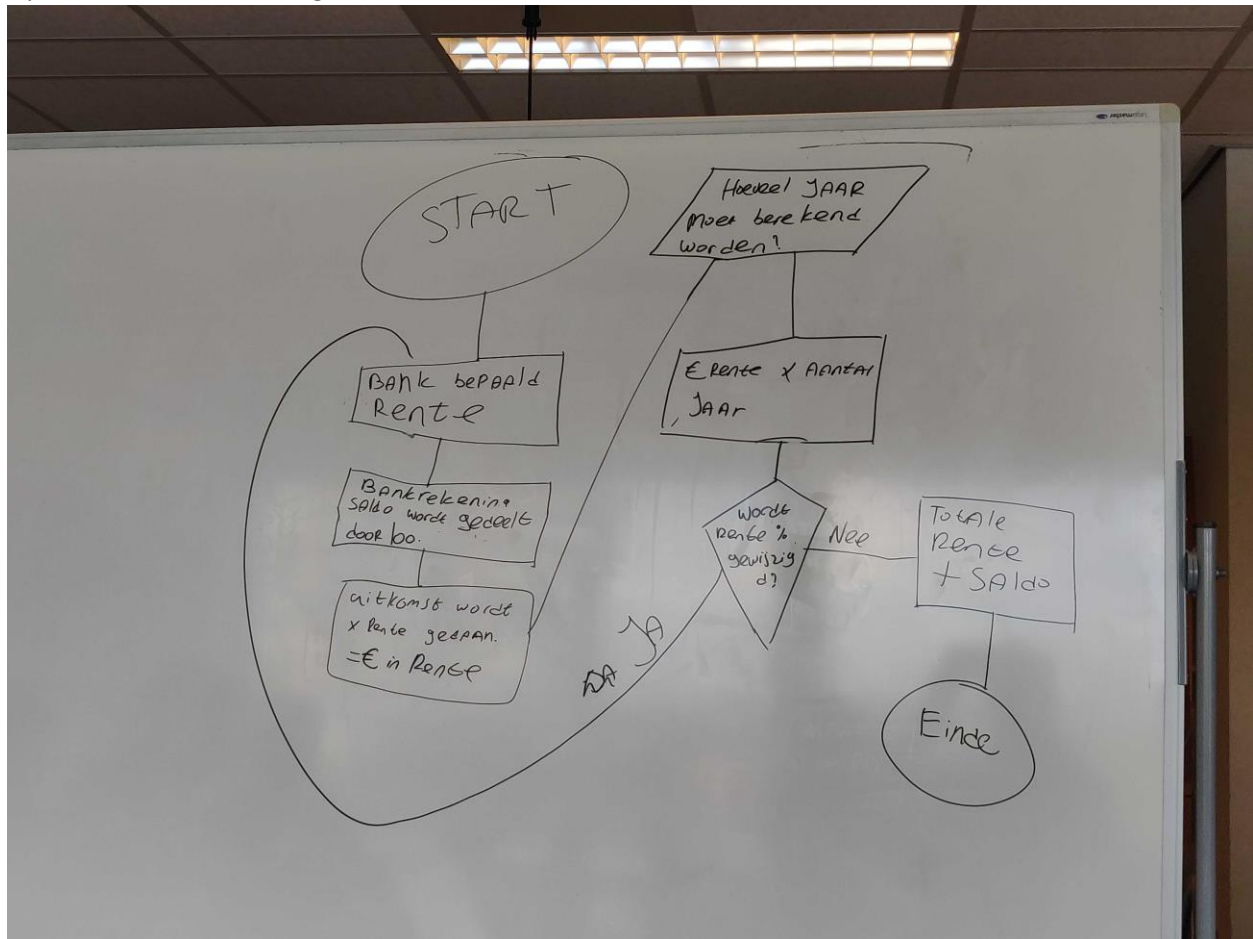 START
Bank bepaald
Rente
Bankrekening
saldo wordt gedeelt
door 100.
uitkomst wordt
x Rente gedaan.
=€ in Rente
Hoeveel JAAR
moet berekend
worden?
€ Rente x Aantal
JAAr
wordt
Rente %
gewijzig
d?
JA
Nee
Totale
Rente
+ SAldo
Einde